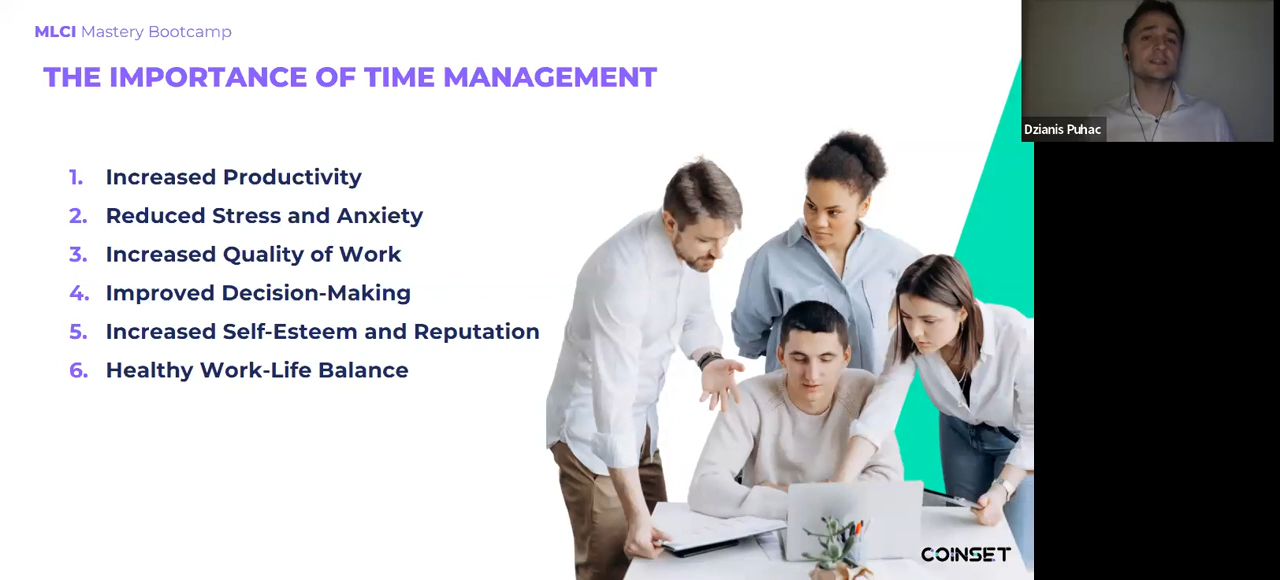 MLCI Mastery Bootcamp
THE IMPORTANCE OF TIME MANAGEMENT
1. Increased Productivity
2. Reduced Stress and Anxiety
3. Increased Quality of Work
4. Improved Decision-Making
5. Increased Self-Esteem and Reputation
6. Healthy Work-Life Balance
Dzianis Puhac
COINSET